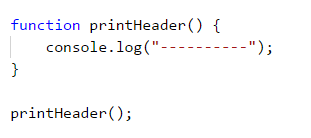 function printHeader() {
    console.log("----------");
}

printHeader();